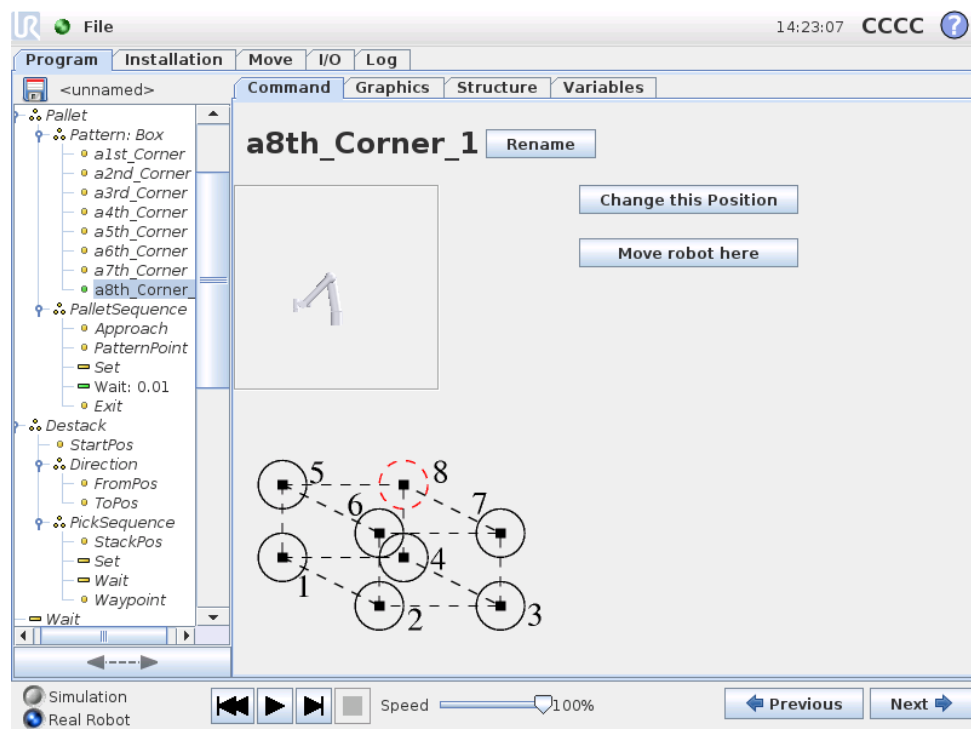 UR File 14:23:07 CCCC ?
Program Installation Move I/O Log
<unnamed>
Command Graphics Structure Variables
Pallet
Pattern: Box
a1st_Corner
a2nd_Corner
a3rd_Corner
a4th_Corner
a5th_Corner
a6th_Corner
a7th_Corner
a8th_Corner_
PalletSequence
Approach
PatternPoint
Set
Wait: 0.01
Exit
Destack
StartPos
Direction
FromPos
ToPos
PickSequence
StackPos
Set
Wait
Waypoint
Wait
a8th_Corner_1 Rename
Change this Position
Move robot here
5 8
6 7
1 4
2 3
Simulation
Real Robot
Speed 100%
Previous Next